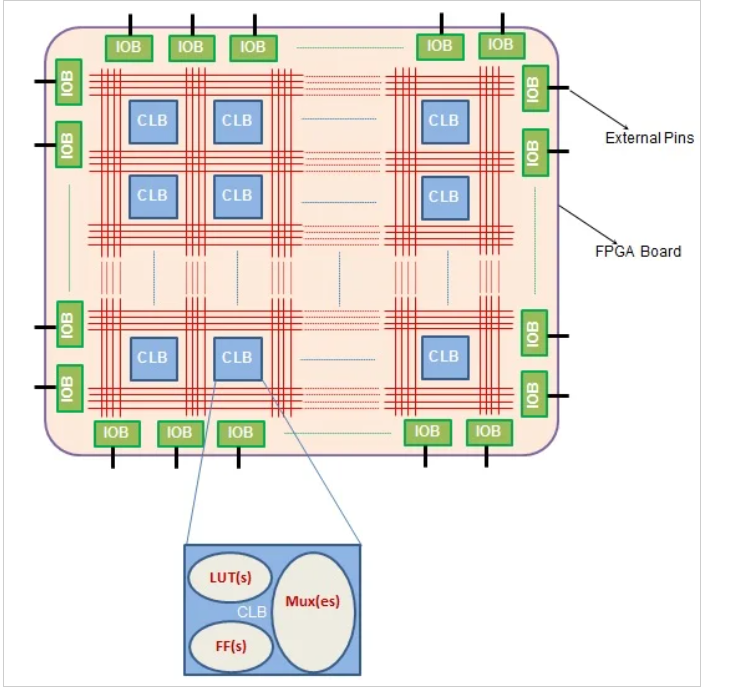 IOB IOB IOB IOB IOB
IOB IOB
External Pins
CLB CLB CLB
IOB IOB
CLB CLB CLB
FPGA Board
IOB IOB
CLB CLB CLB
IOB IOB
IOB IOB IOB IOB IOB
LUT(s)
Mux(es)
CLB
FF(s)